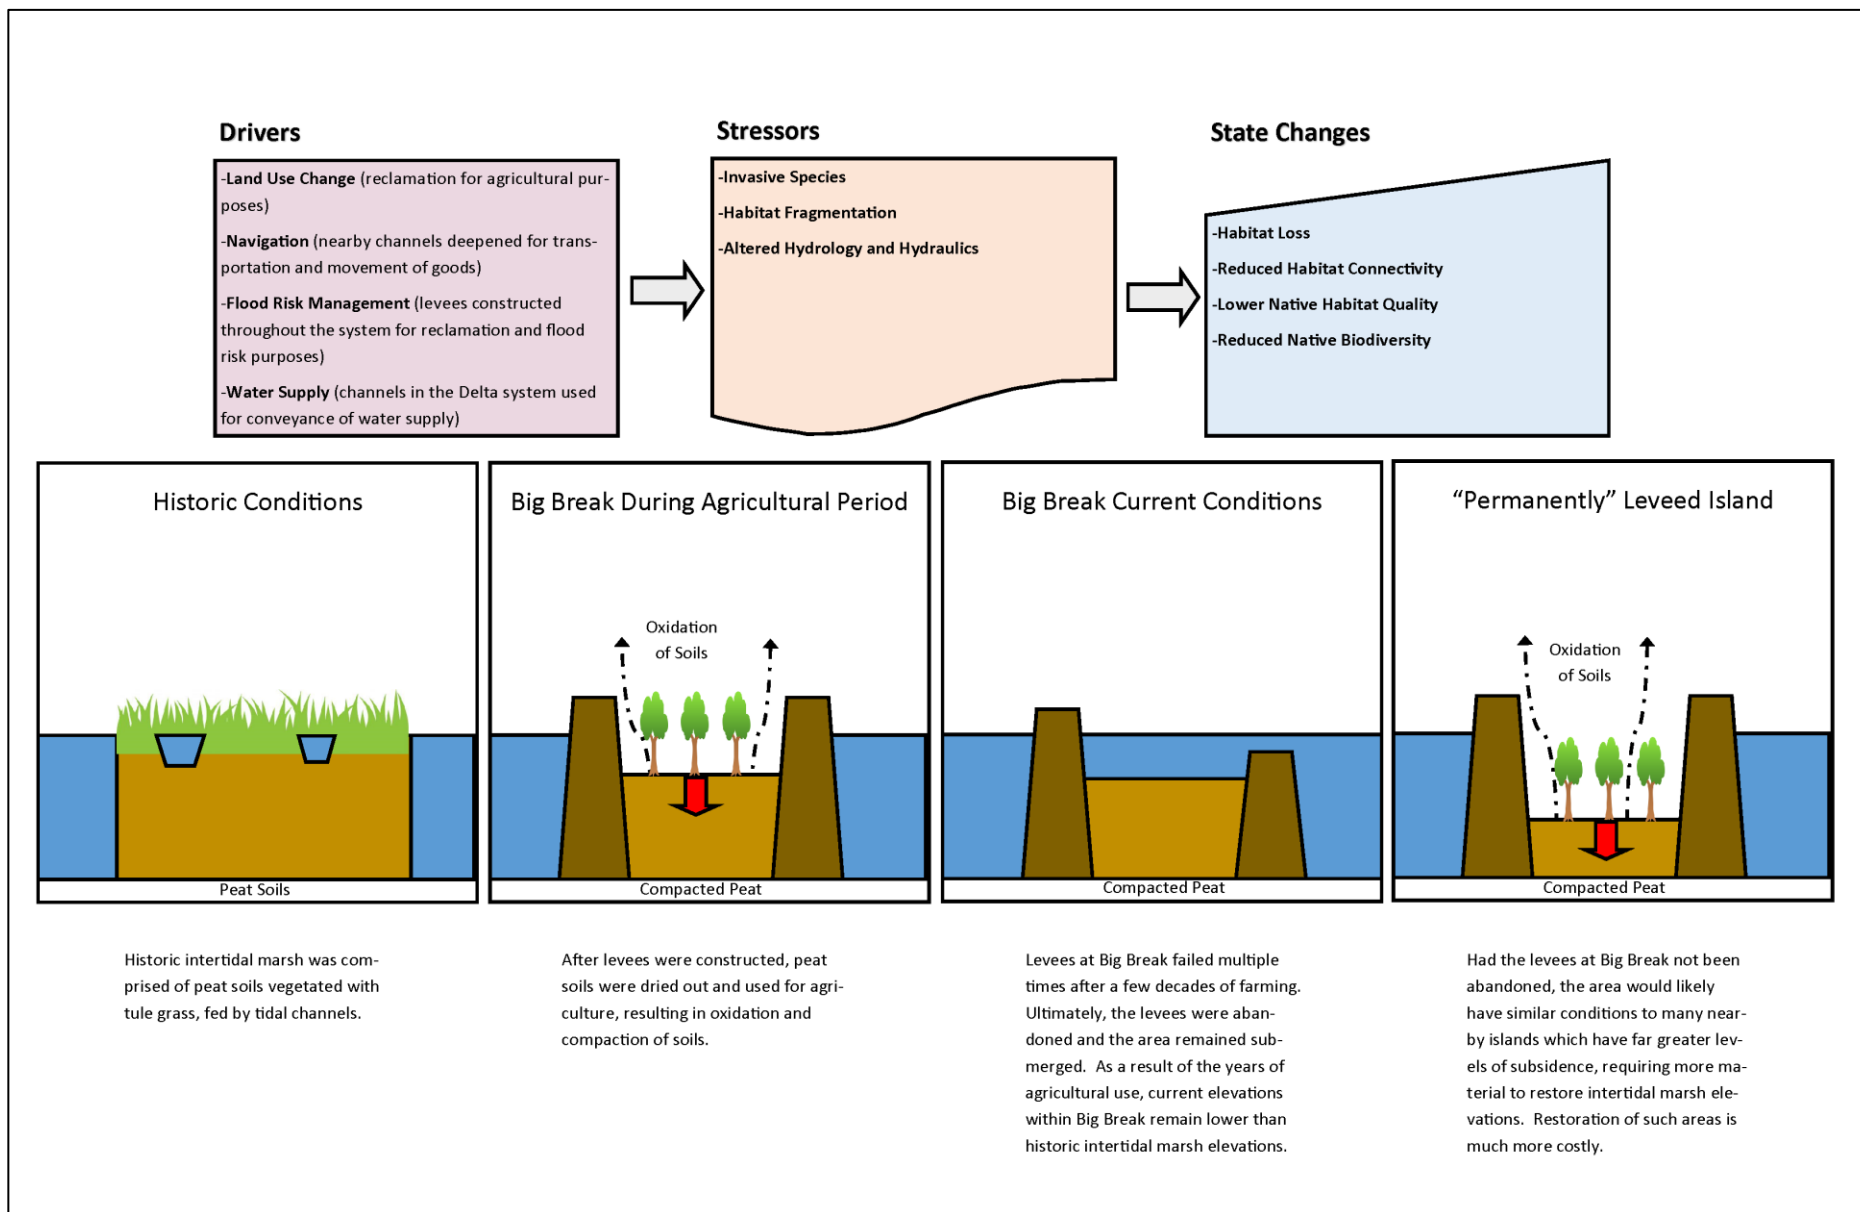 Drivers
-Land Use Change (reclamation for agricultural pur-
poses)
-Navigation (nearby channels deepened for trans-
portation and movement of goods)
-Flood Risk Management (levees constructed
throughout the system for reclamation and flood
risk purposes)
-Water Supply (channels in the Delta system used
for conveyance of water supply)
Stressors
-Invasive Species
-Habitat Fragmentation
-Altered Hydrology and Hydraulics
State Changes
-Habitat Loss
-Reduced Habitat Connectivity
-Lower Native Habitat Quality
-Reduced Native Biodiversity
Historic Conditions
Peat Soils
Historic intertidal marsh was com-
prised of peat soils vegetated with
tule grass, fed by tidal channels.
Big Break During Agricultural Period
Oxidation
of Soils
Compacted Peat
After levees were constructed, peat
soils were dried out and used for agri-
culture, resulting in oxidation and
compaction of soils.
Big Break Current Conditions
Compacted Peat
Levees at Big Break failed multiple
times after a few decades of farming.
Ultimately, the levees were aban-
doned and the area remained sub-
merged.  As a result of the years of
agricultural use, current elevations
within Big Break remain lower than
historic intertidal marsh elevations.
“Permanently” Leveed Island
Oxidation
of Soils
Compacted Peat
Had the levees at Big Break not been
abandoned, the area would likely
have similar conditions to many near-
by islands which have far greater lev-
els of subsidence, requiring more ma-
terial to restore intertidal marsh ele-
vations.  Restoration of such areas is
much more costly.